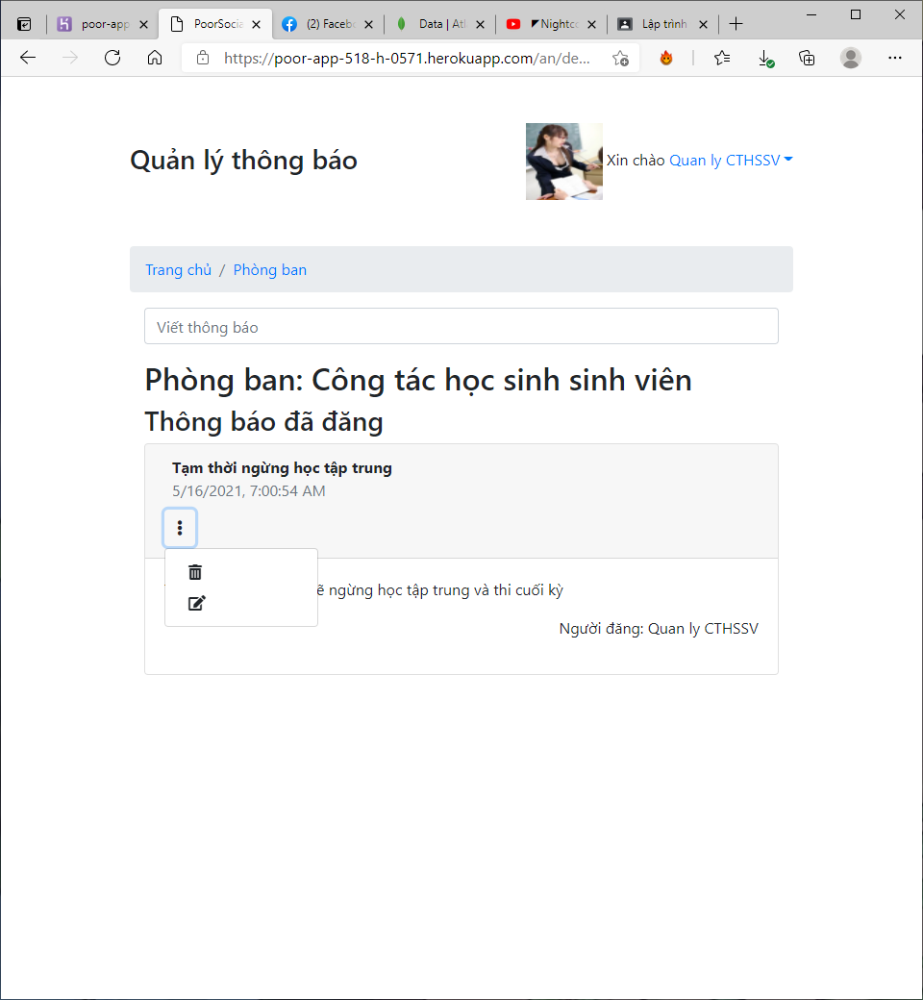 poor-app
PoorSocia
(2) Facebo
Data | Atl
Nightco
Lập trình
https://poor-app-518-h-0571.herokuapp.com/an/de...
Quản lý thông báo
Xin chào Quan ly CTHSSV
Trang chủ / Phòng ban
Viết thông báo
Phòng ban: Công tác học sinh sinh viên
Thông báo đã đăng
Tạm thời ngừng học tập trung
5/16/2021, 7:00:54 AM
ngừng học tập trung và thi cuối kỳ
Người đăng: Quan ly CTHSSV